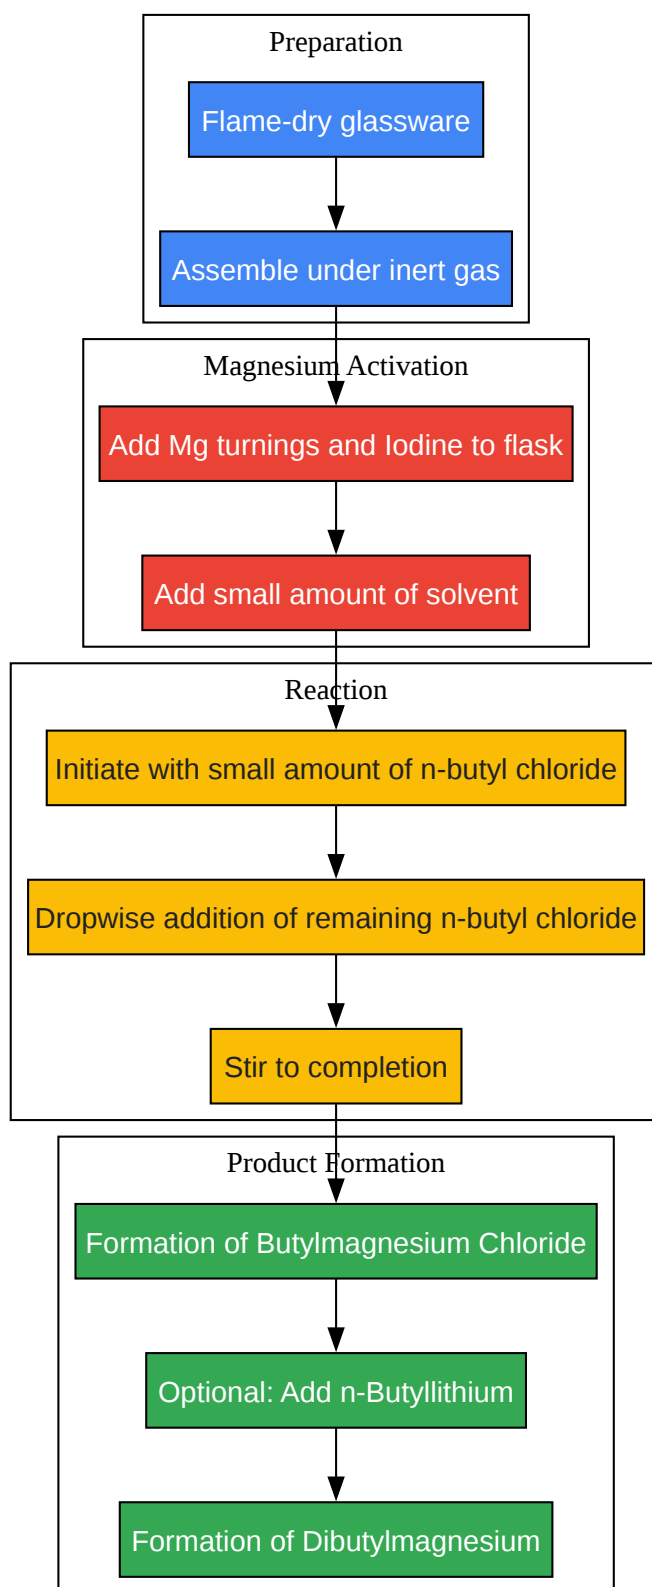 Preparation
Flame-dry glassware
Assemble under inert gas
Magnesium Activation
Add Mg turnings and Iodine to flask
Add small amount of solvent
Reaction
Initiate with small amount of n-butyl chloride
Dropwise addition of remaining n-butyl chloride
Stir to completion
Product Formation
Formation of Butylmagnesium Chloride
Optional: Add n-Butyllithium
Formation of Dibutylmagnesium